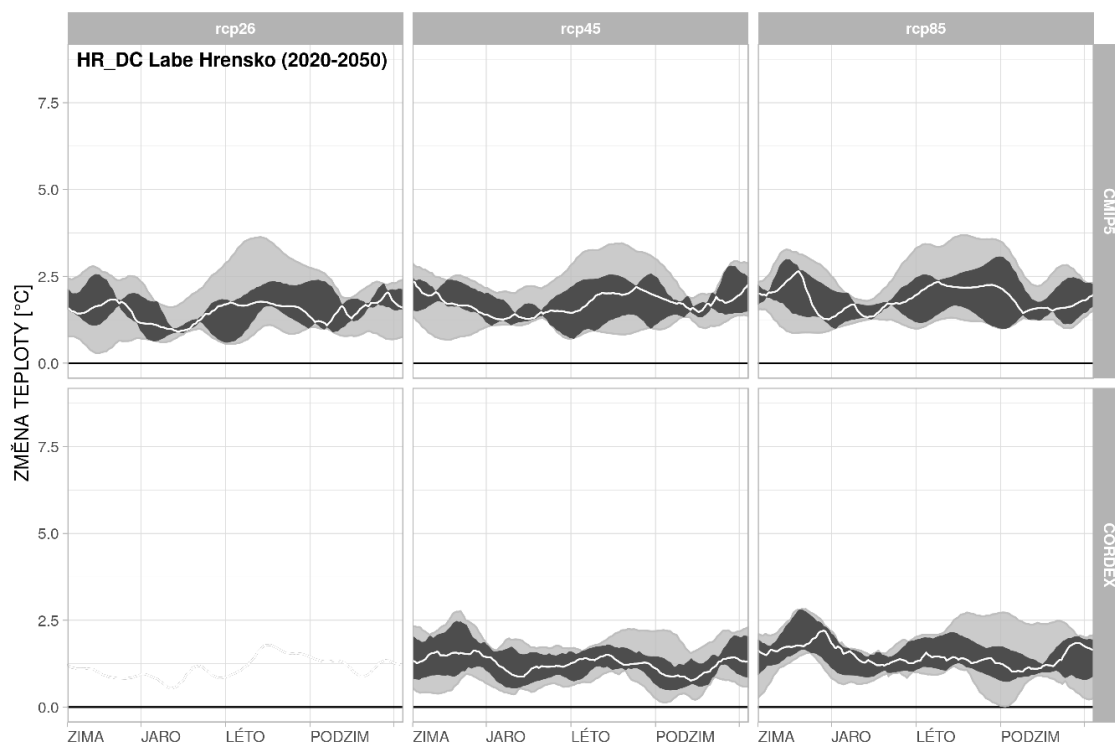 rcp26 rcp45 rcp85
HR_DC Labe Hrensko (2020-2050)
7.5
5.0
2.5
0.0
CMIP5
ZMĚNA TEPLOTY [°C]
7.5
5.0
2.5
0.0
CORDEX
ZIMA JARO LÉTO PODZIM ZIMA JARO LÉTO PODZIM ZIMA JARO LÉTO PODZIM